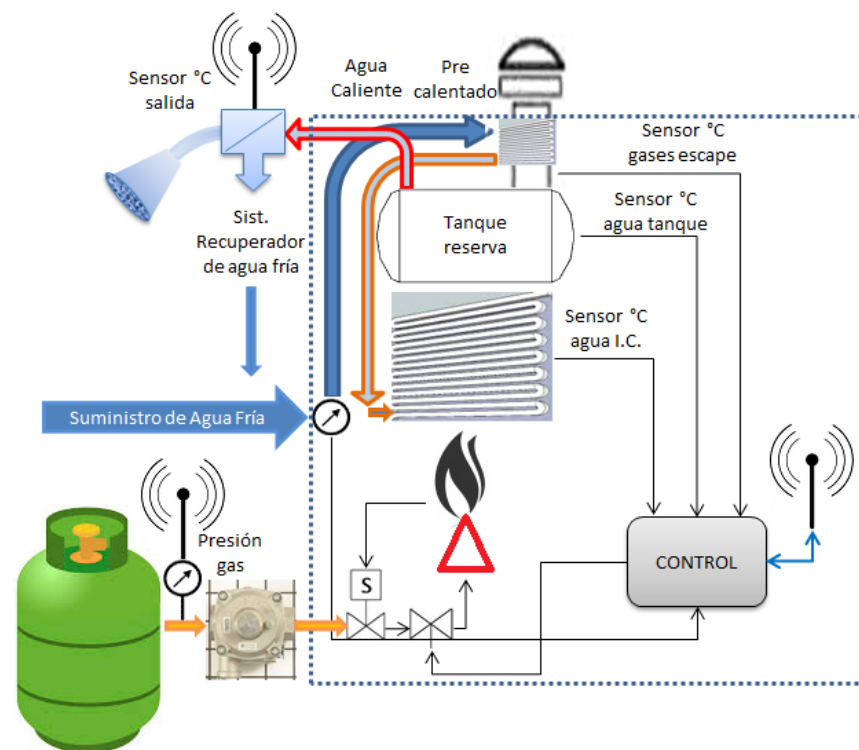 Sensor °C
salida
Agua
Caliente
Pre
calentado
Sensor °C
gases escape
Sist.
Recuperador
de agua fría
Tanque
reserva
Sensor °C
agua tanque
Sensor °C
agua I.C.
Suministro de Agua Fría
Presión
gas
S
CONTROL